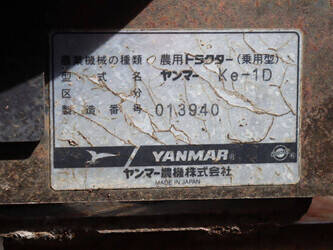 農業機械の種類 農用トラクター(乗用型)
型式名 ヤンマー Ke-1D
区分
製造番号 013940
YANMAR®
ヤンマー農機株式会社
MADE IN JAPAN